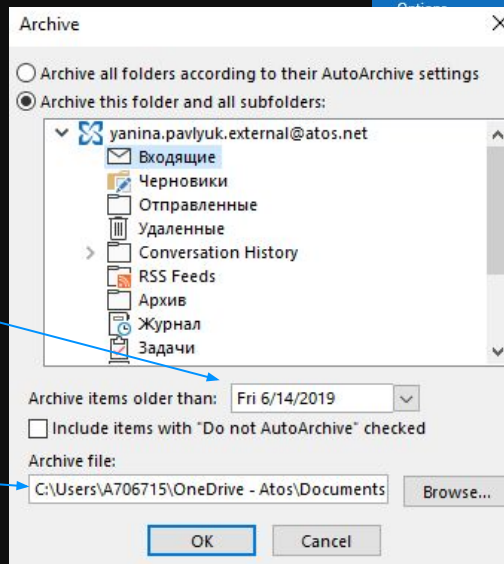 Options
Archive
Archive all folders according to their AutoArchive settings
Archive this folder and all subfolders:
yanina.pavlyuk.external@atos.net
Входящие
Черновики
Отправленные
Удаленные
Conversation History
RSS Feeds
Архив
Журнал
Задачи
Archive items older than: Fri 6/14/2019
Include items with "Do not AutoArchive" checked
Archive file:
C:\Users\A706715\OneDrive - Atos\Documents Browse...
OK Cancel